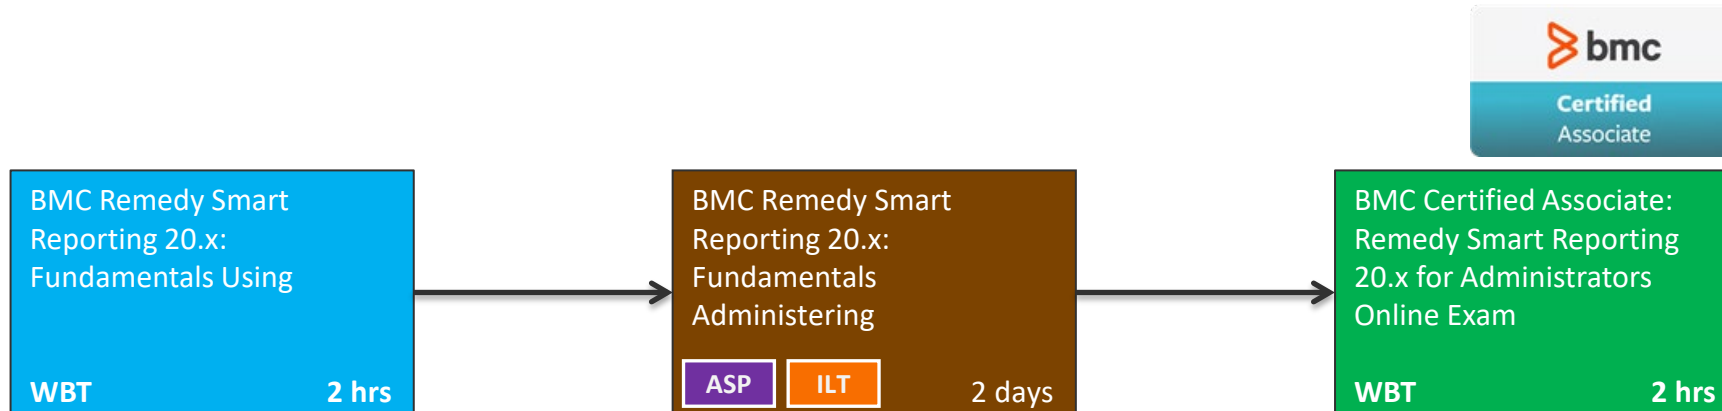 bmc
Certified
Associate
BMC Remedy Smart
Reporting 20.x:
Fundamentals Using
WBT 2 hrs
BMC Remedy Smart
Reporting 20.x:
Fundamentals
Administering
ASP ILT 2 days
BMC Certified Associate:
Remedy Smart Reporting
20.x for Administrators
Online Exam
WBT 2 hrs